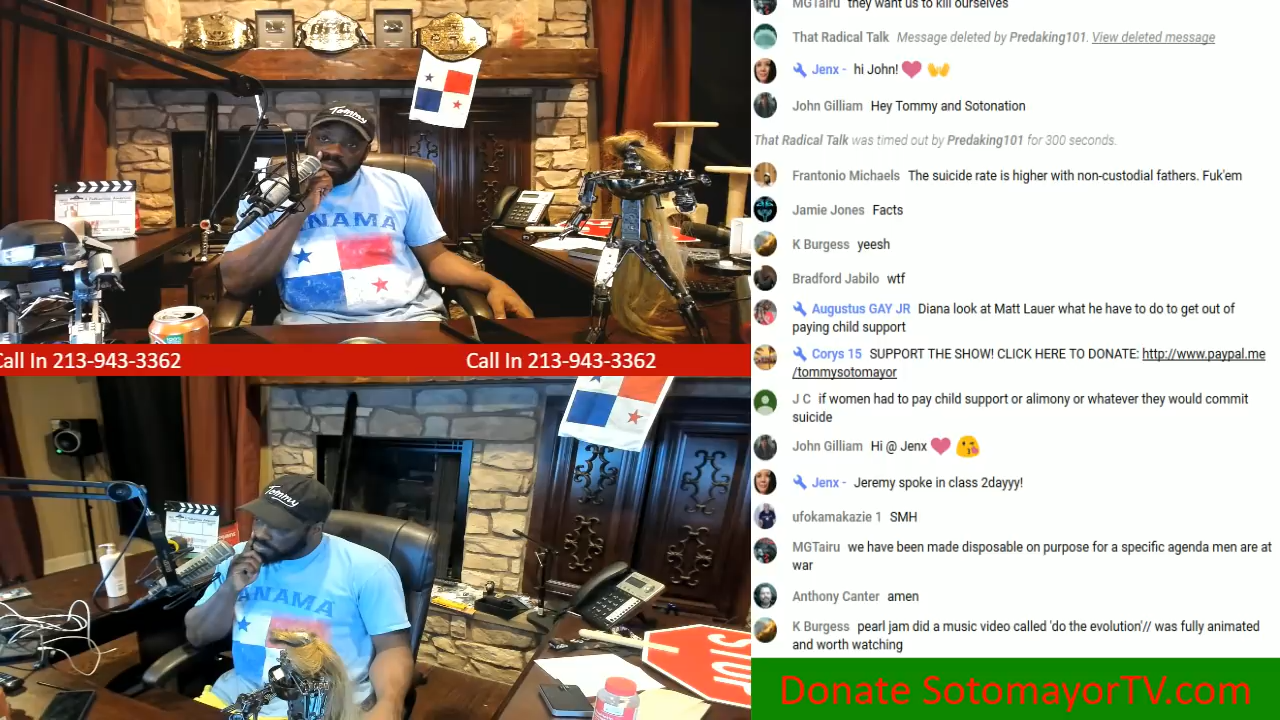 MGTairu they want us to kill ourselves
That Radical Talk Message deleted by Predaking101. View deleted message
Jenx - hi John!
John Gilliam Hey Tommy and Sotonation
That Radical Talk was timed out by Predaking101 for 300 seconds.
Frantonio Michaels The suicide rate is higher with non-custodial fathers. Fuk'em
Jamie Jones Facts
K Burgess yeesh
Bradford Jabilo wtf
Augustus GAY JR Diana look at Matt Lauer what he have to do to get out of
paying child support
Corys 15 SUPPORT THE SHOW! CLICK HERE TO DONATE: http://www.paypal.me
/tommysotomayor
J C if women had to pay child support or alimony or whatever they would commit
suicide
John Gilliam Hi @ Jenx
Jenx - Jeremy spoke in class 2dayyy!
ufokamakazie 1 SMH
MGTairu we have been made disposable on purpose for a specific agenda men are at
war
Anthony Canter amen
K Burgess pearl jam did a music video called 'do the evolution'// was fully animated
and worth watching
Donate SotomayorTV.com
Tommy
ANAMA
Call In 213-943-3362
Call In 213-943-3362
Tommy
ANAMA